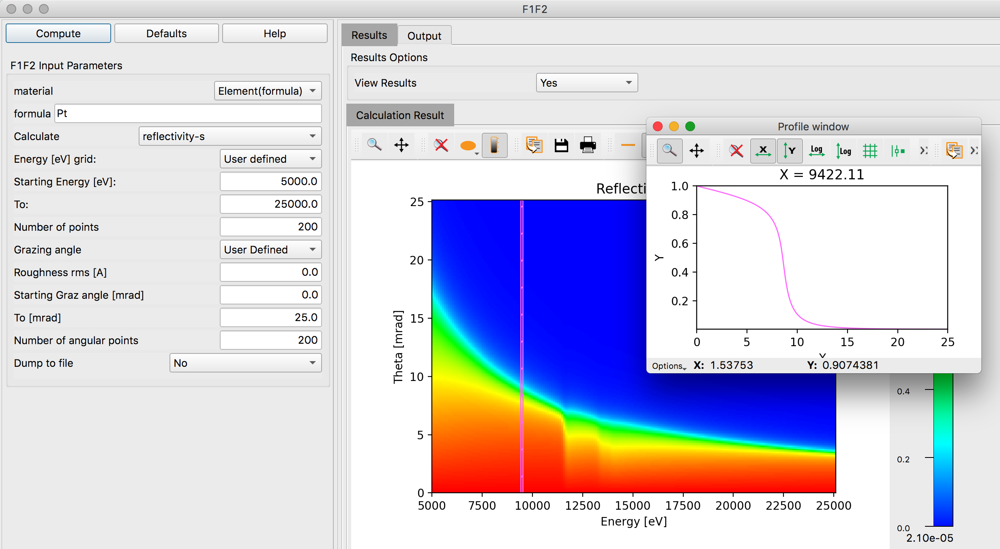 F1F2
Compute Defaults Help
F1F2 Input Parameters
material Element(formula)
formula Pt
Calculate reflectivity-s
Energy [eV] grid: User defined
Starting Energy [eV]: 5000.0
To: 25000.0
Number of points 200
Grazing angle User Defined
Roughness rms [A] 0.0
Starting Graz angle [mrad] 0.0
To [mrad] 25.0
Number of angular points 200
Dump to file No
Results Output
Results Options
View Results Yes
Calculation Result
Reflecti
25
20
15
10
5
0
Theta [mrad]
5000 7500 10000 12500 15000 17500 20000 22500 25000
Energy [eV]
0.4
0.2
0.0
2.10e-05
Profile window
X Y Log Log
X = 9422.11
1.0
0.8
0.6
0.4
0.2
Y
0 5 10 15 20 25
Options X: 1.53753 Y: 0.9074381